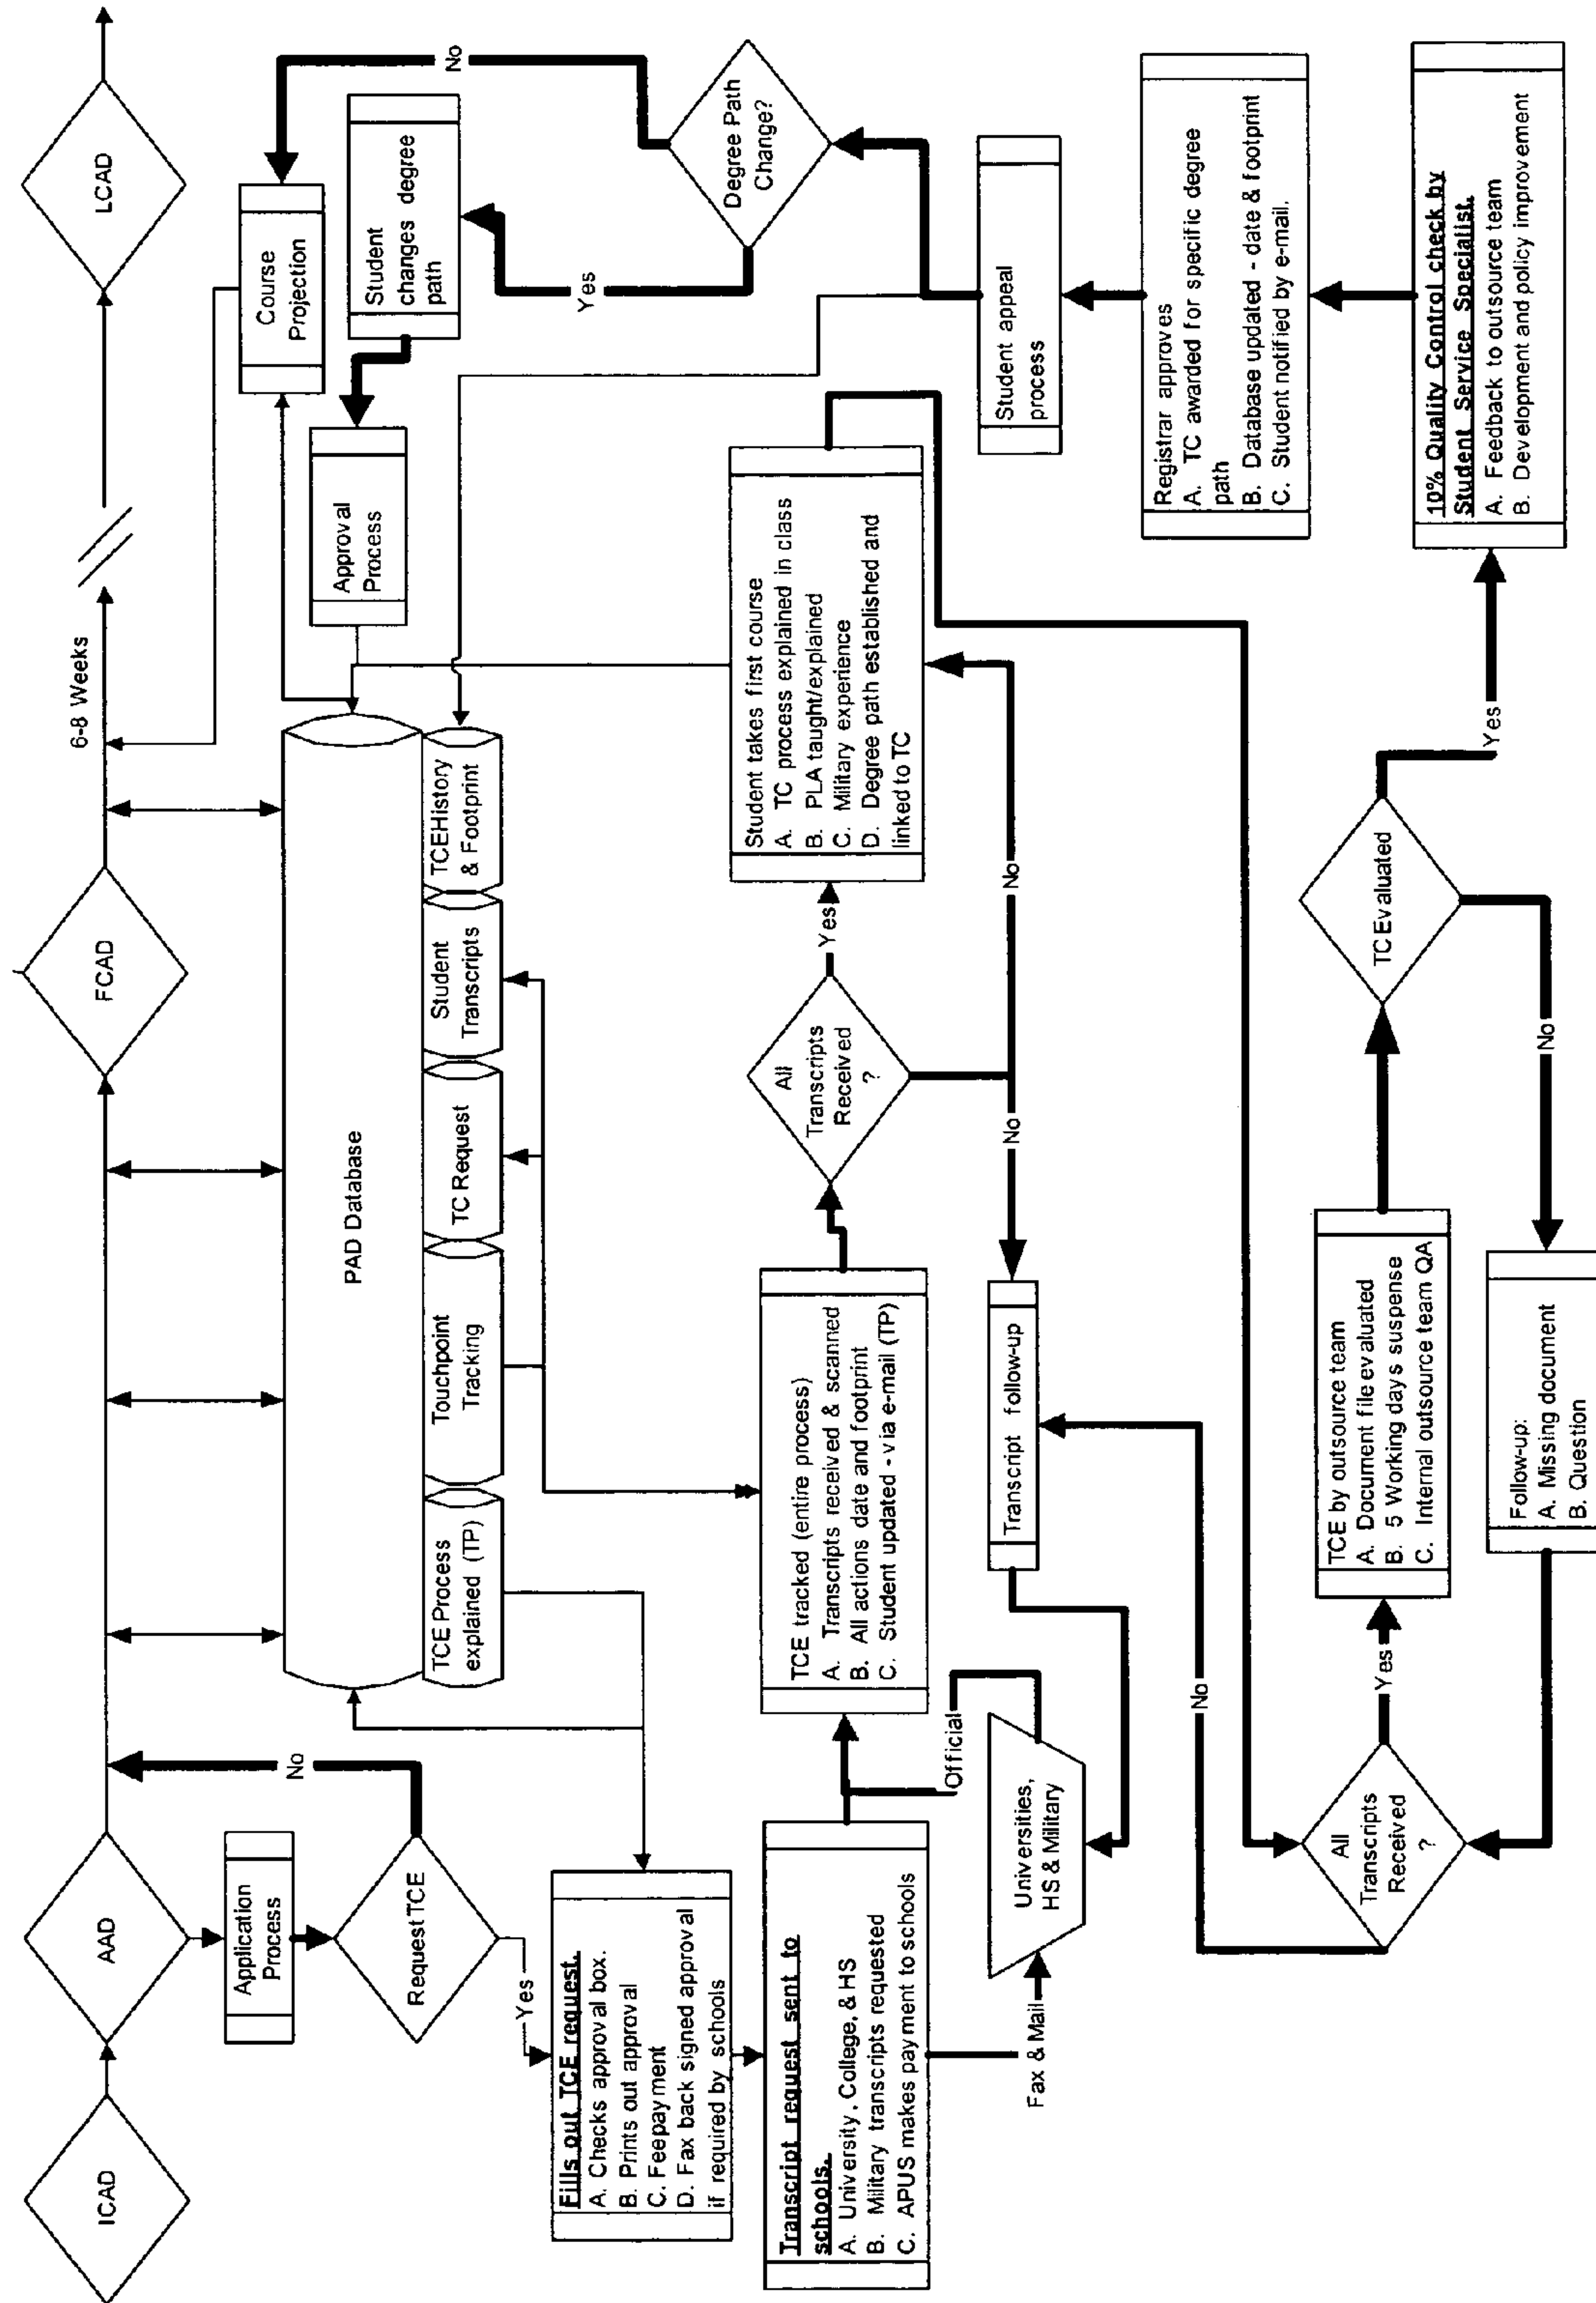 ICAD
AAD
FCAD
6-8 Weeks
LCAD
Application
Process
No
Request TCE
Yes
PAD Database
TCE Process
explained (TP)
Touchpoint
Tracking
TC Request
Student
Transcripts
TCEHistory
& Footprint
Course
Projection
Approval
Process
Student
changes degree
path
No
Yes
Degree Path
Change?
Fills out TCE request.
A. Checks approval box.
B. Prints out approval
C. Feepayment
D. Fax back signed approval
if required by schools
Transcript request sent to
schools.
A. University, College, & HS
B. Military transcripts requested
C. APUS makes payment to schools
Fax & Mail
Official
Universities,
HS & Military
TCE tracked (entire process)
A. Transcripts received & scanned
B. All actions date and footprint
C. Student updated - via e-mail (TP)
All
Transcripts
Received
?
Yes
No
No
Transcript follow-up
Student takes first course
A. TC process explained in class
B. PLA taught/explained
C. Military experience
D. Degree path established and
linked to TC
Student appeal
process
Registrar approves
A. TC awarded for specific degree
path
B. Database updated - date & footprint
C. Student notified by e-mail.
10% Quality Control check by
Student Service Specialist.
A. Feedback to outsource team
B. Development and policy improvement
All
Transcripts
Received
?
No
Yes
TCE by outsource team
A. Document file evaluated
B. 5 Working days suspense
C. Internal outsource team QA
TC Evaluated
Yes
No
Follow-up:
A. Missing document
B. Question